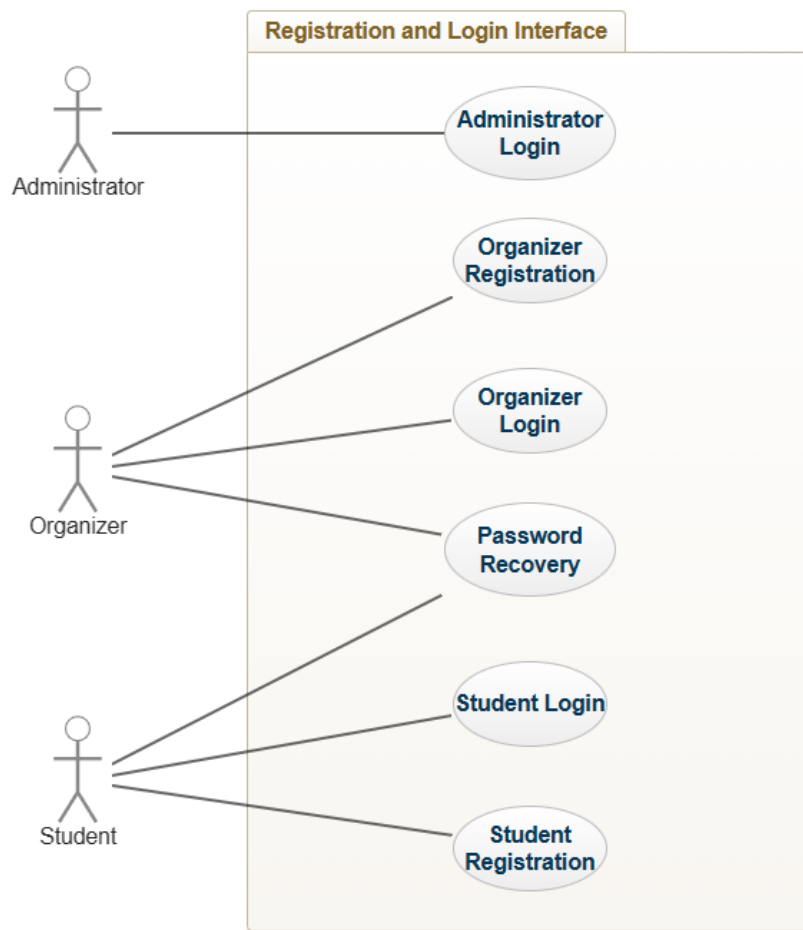 Registration and Login Interface
Administrator
Login
Administrator
Organizer
Registration
Organizer
Login
Organizer
Password
Recovery
Student Login
Student
Student
Registration